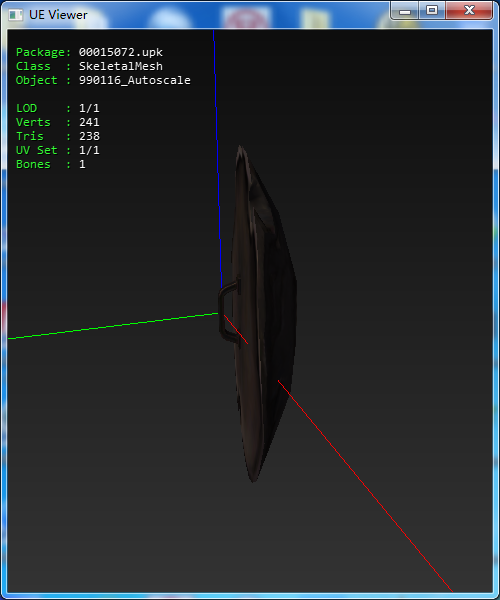 UE Viewer
Package: 00015072.upk
Class : SkeletalMesh
Object : 990116_Autoscale
LOD : 1/1
Verts : 241
Tris : 238
UV Set : 1/1
Bones : 1